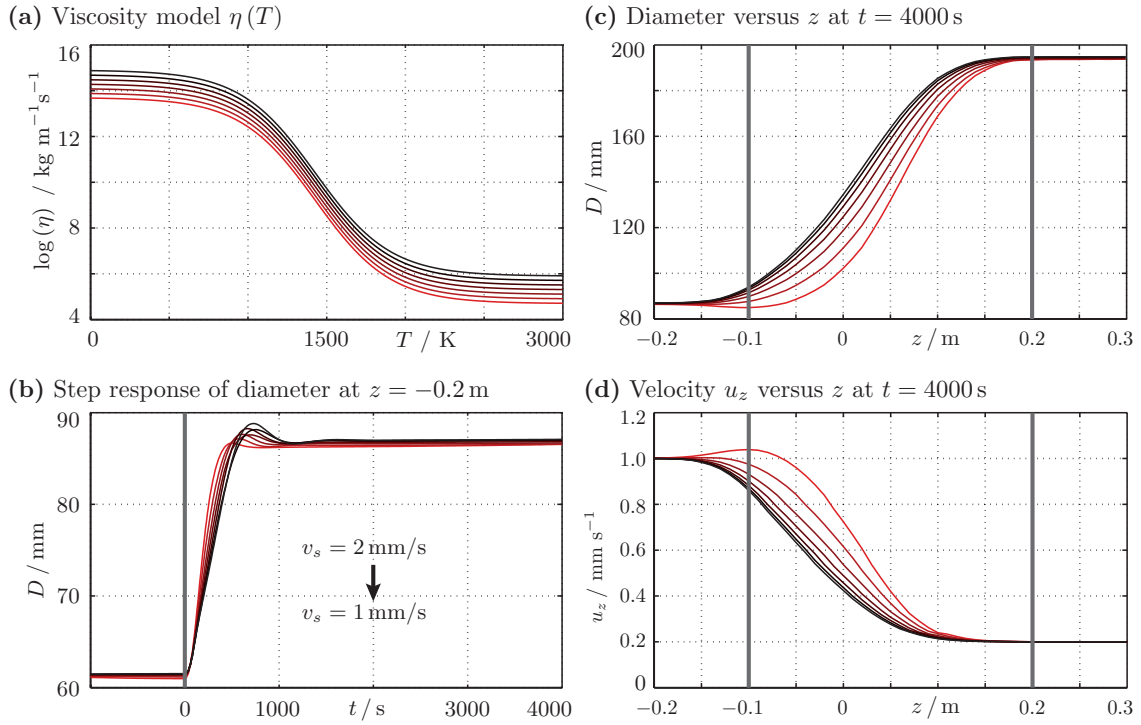 (a) Viscosity model η (T)
16
12
8
4
log (η) / kg m⁻¹s⁻¹
0
1500
T / K
3000
(c) Diameter versus z at t = 4000 s
200
160
120
80
D / mm
−0.2
−0.1
0
z / m
0.2
0.3
(b) Step response of diameter at z = −0.2 m
90
80
70
60
D / mm
v_s = 2 mm/s
v_s = 1 mm/s
0
1000
t / s
3000
4000
(d) Velocity u_z versus z at t = 4000 s
1.2
1.0
0.8
0.6
0.4
0.2
0
u_z / mm s⁻¹
−0.2
−0.1
0
z / m
0.2
0.3